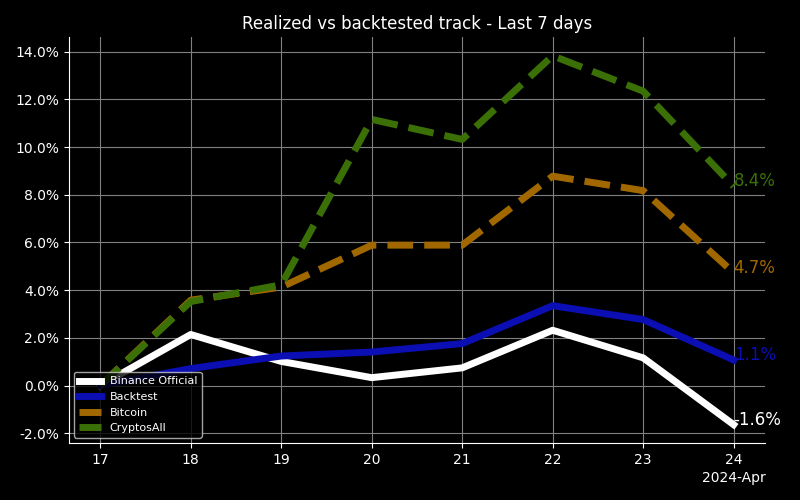 Realized vs backtested track - Last 7 days
14.0%
12.0%
10.0%
8.0%
6.0%
4.0%
2.0%
0.0%
-2.0%
8.4%
4.7%
1.1%
-1.6%
Binance Official
Backtest
Bitcoin
CryptosAll
17 18 19 20 21 22 23 24
2024-Apr